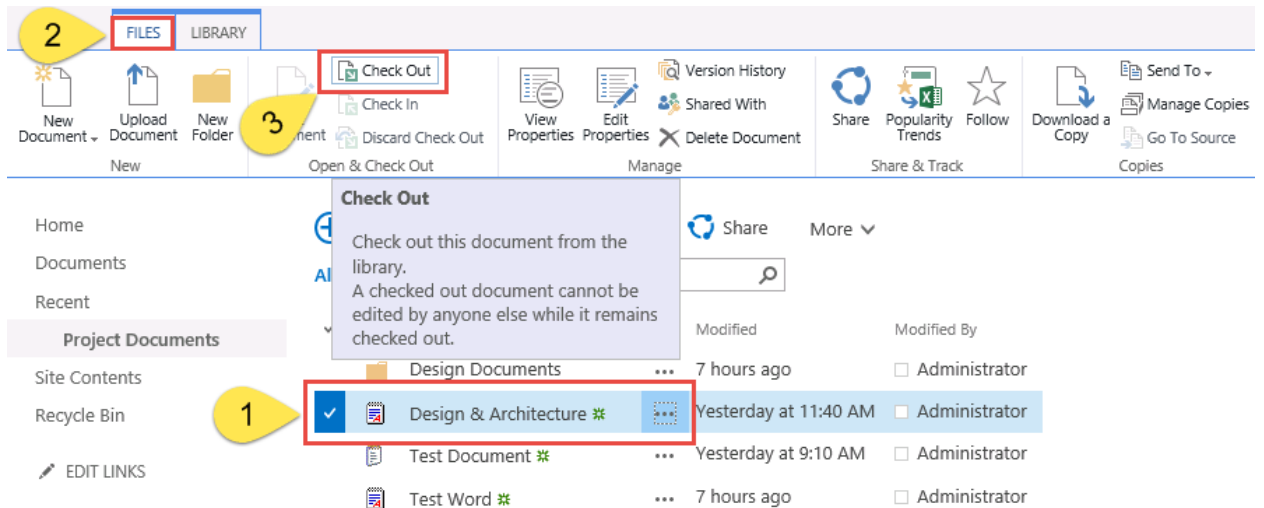 2
FILES LIBRARY
New Document
Upload Document
New Folder
3
ment
Check Out
Check In
Discard Check Out
View Properties
Edit Properties
Version History
Shared With
Delete Document
Share
Popularity Trends
Follow
Download a Copy
Send To
Manage Copies
Go To Source
New
Open & Check Out
Manage
Share & Track
Copies
Check Out
Check out this document from the
library.
A checked out document cannot be
edited by anyone else while it remains
checked out.
Home
Documents
Recent
Project Documents
Site Contents
Recycle Bin
EDIT LINKS
Al
Share More
Modified Modified By
Design Documents ... 7 hours ago Administrator
1
Design & Architecture ... Yesterday at 11:40 AM Administrator
Test Document ... Yesterday at 9:10 AM Administrator
Test Word ... 7 hours ago Administrator